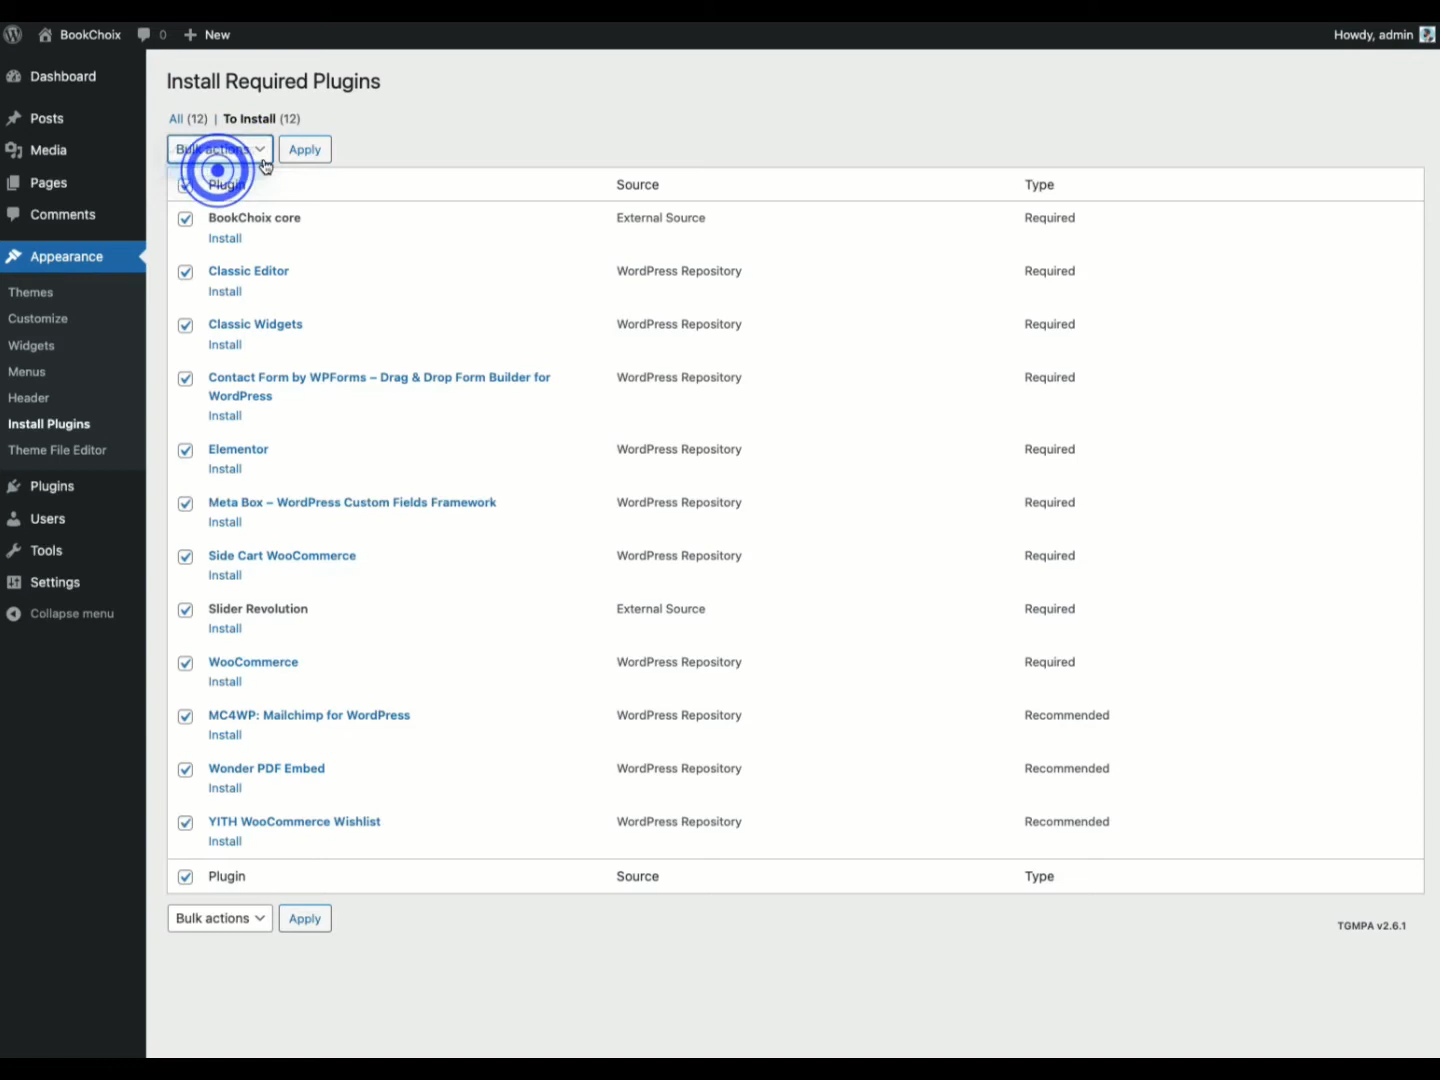 BookChoix 0 New Howdy, admin
Dashboard
Posts
Media
Pages
Comments
Appearance
Themes
Customize
Widgets
Menus
Header
Install Plugins
Theme File Editor
Plugins
Users
Tools
Settings
Collapse menu
Install Required Plugins
All (12) | To Install (12)
Bulk actions Apply
Plugin Source Type
BookChoix core External Source Required
Install
Classic Editor WordPress Repository Required
Install
Classic Widgets WordPress Repository Required
Install
Contact Form by WPForms – Drag & Drop Form Builder for WordPress Repository Required
WordPress
Install
Elementor WordPress Repository Required
Install
Meta Box – WordPress Custom Fields Framework WordPress Repository Required
Install
Side Cart WooCommerce WordPress Repository Required
Install
Slider Revolution External Source Required
Install
WooCommerce WordPress Repository Required
Install
MC4WP: Mailchimp for WordPress WordPress Repository Recommended
Install
Wonder PDF Embed WordPress Repository Recommended
Install
YITH WooCommerce Wishlist WordPress Repository Recommended
Install
Plugin Source Type
Bulk actions Apply
TGMPA v2.6.1